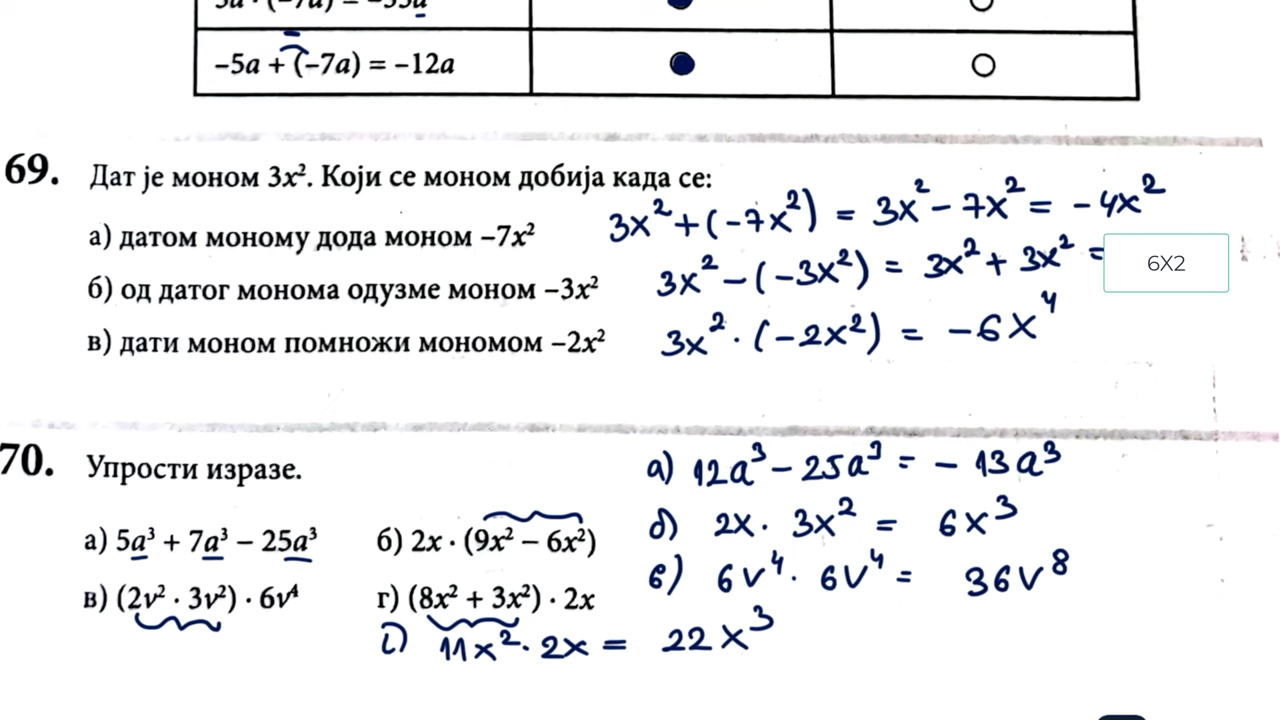 −5a + (−7a) = −12a
69. Дат је моном 3x². Који се моном добија када се:
а) датом моному дода моном −7x² 3x² + (−7x²) = 3x² − 7x² = −4x²
б) од датог монома одузме моном −3x² 3x² − (−3x²) = 3x² + 3x² = 6X2
в) дати моном помножи мономом −2x² 3x² · (−2x²) = −6x⁴
70. Упрости изразе.
а) 5a³ + 7a³ − 25a³ б) 2x · (9x² − 6x²)
в) (2v² · 3v²) · 6v⁴ г) (8x² + 3x²) · 2x
а) 12a³ − 25a³ = −13a³
б) 2x · 3x² = 6x³
в) 6v⁴ · 6v⁴ = 36v⁸
г) 11x² · 2x = 22x³